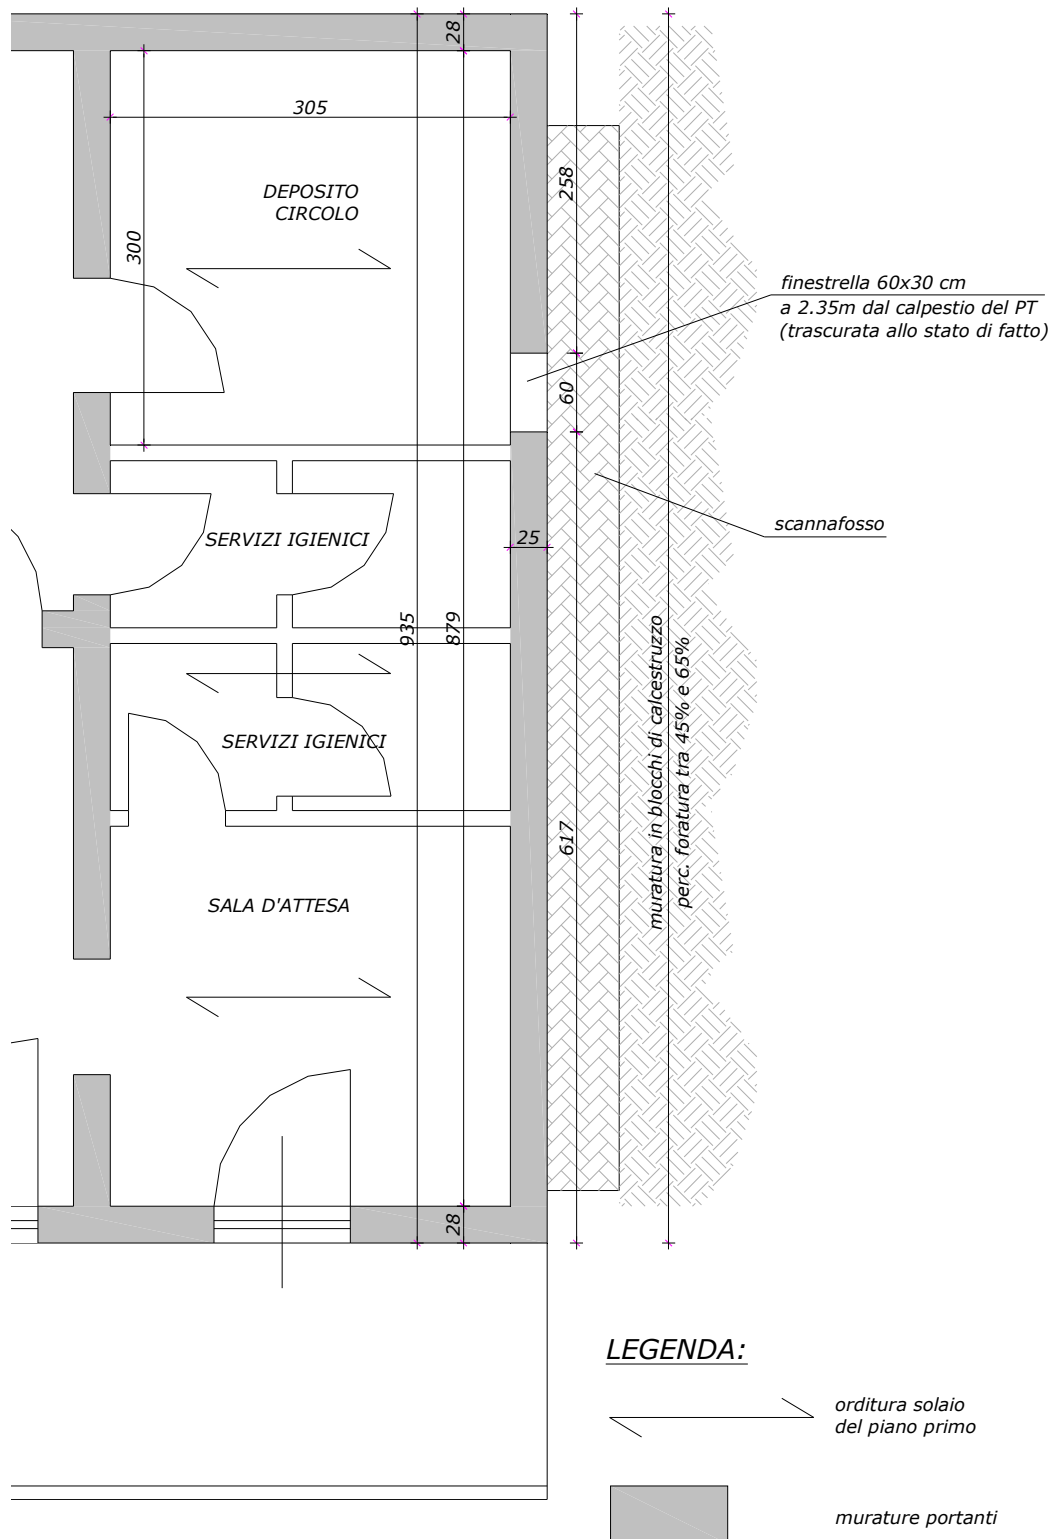 28
305
DEPOSITO
CIRCOLO
258
300
finestrella 60x30 cm
a 2.35m dal calpestio del PT
(trascurata allo stato di fatto)
60
scannafosso
SERVIZI IGIENICI
25
935
879
muratura in blocchi di calcestruzzo
perc. foratura tra 45% e 65%
SERVIZI IGIENICI
617
SALA D'ATTESA
28
LEGENDA:
orditura solaio
del piano primo
murature portanti